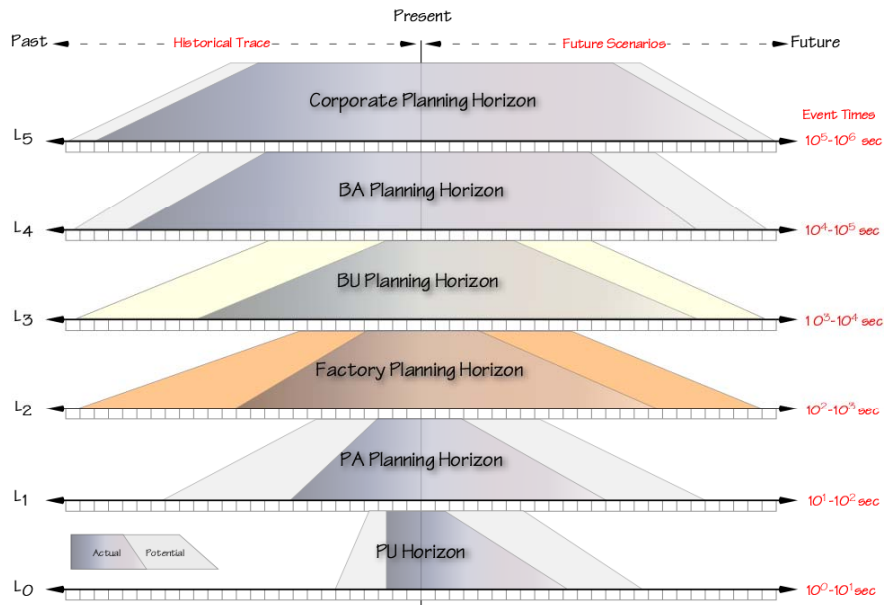 Present
Past Historical Trace Future Scenarios Future
Corporate Planning Horizon
Event Times
L5 10⁵-10⁶ sec
BA Planning Horizon
L4 10⁴-10⁵ sec
BU Planning Horizon
L3 10³-10⁴ sec
Factory Planning Horizon
L2 10²-10³ sec
PA Planning Horizon
L1 10¹-10² sec
PU Horizon
Actual Potential
L0 10⁰-10¹ sec